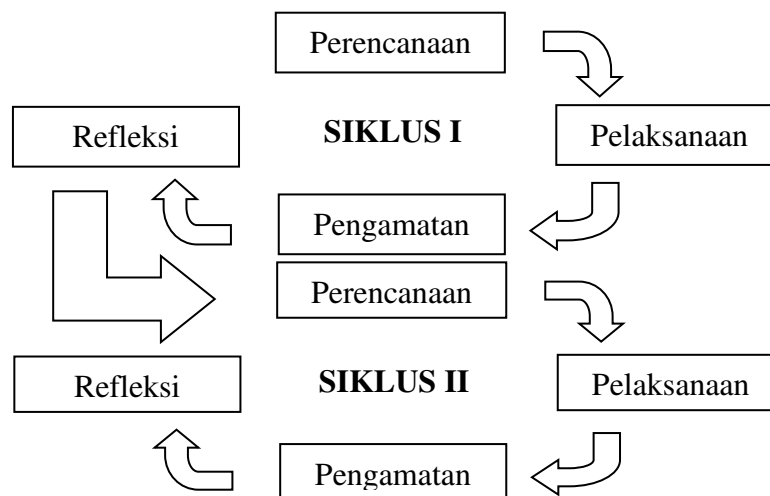 Perencanaan
Refleksi
SIKLUS I
Pelaksanaan
Pengamatan
Perencanaan
Refleksi
SIKLUS II
Pelaksanaan
Pengamatan